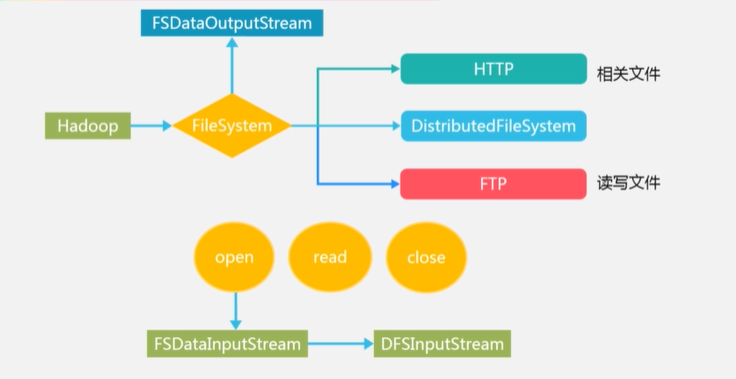 FSDataOutputStream
HTTP
相关文件
Hadoop
FileSystem
DistributedFileSystem
FTP
读写文件
open
read
close
FSDataInputStream
DFSInputStream